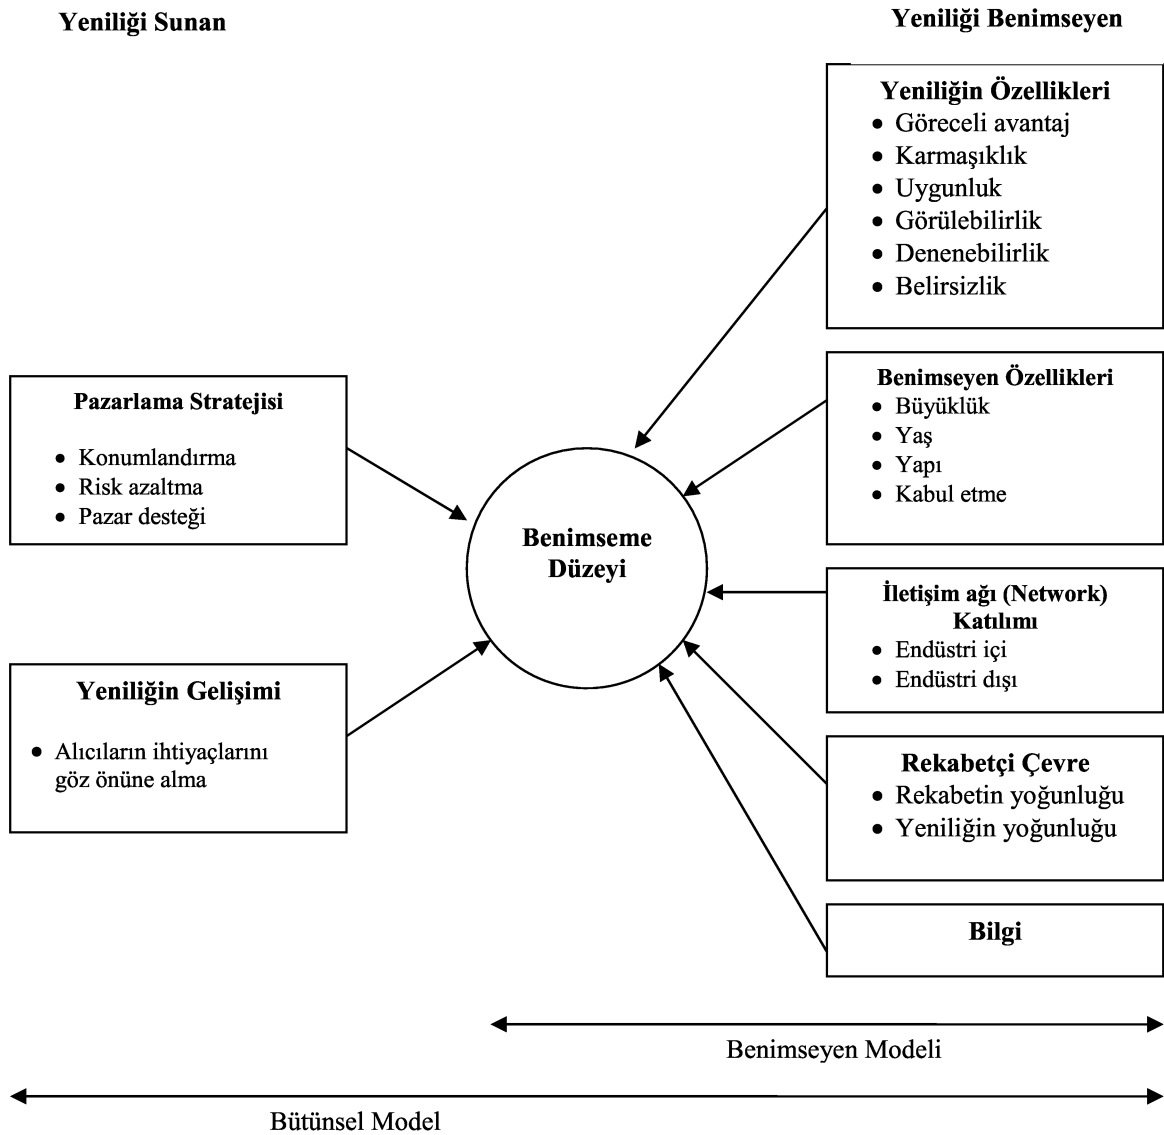 Yeniliği Sunan
Yeniliği Benimseyen
Pazarlama Stratejisi
• Konumlandırma
• Risk azaltma
• Pazar desteği
Yeniliğin Gelişimi
• Alıcıların ihtiyaçlarını
göz önüne alma
Benimseme
Düzeyi
Yeniliğin Özellikleri
• Göreceli avantaj
• Karmaşıklık
• Uygunluk
• Görülebilirlik
• Denenebilirlik
• Belirsizlik
Benimseyen Özellikleri
• Büyüklük
• Yaş
• Yapı
• Kabul etme
İletişim ağı (Network)
Katılımı
• Endüstri içi
• Endüstri dışı
Rekabetçi Çevre
• Rekabetin yoğunluğu
• Yeniliğin yoğunluğu
Bilgi
Benimseyen Modeli
Bütünsel Model